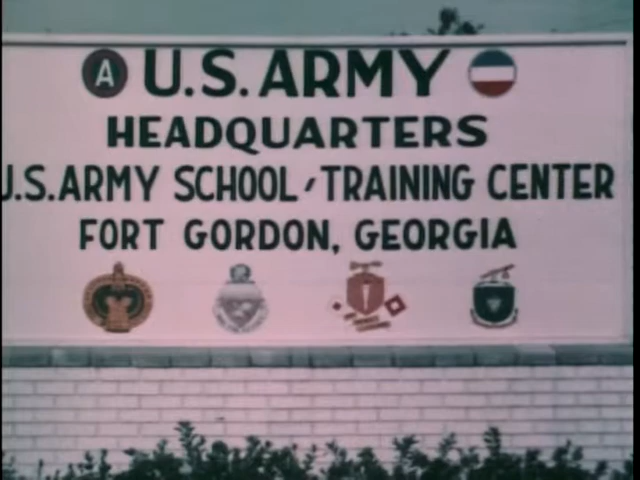 A U.S. ARMY
HEADQUARTERS
U.S. ARMY SCHOOL/TRAINING CENTER
FORT GORDON, GEORGIA